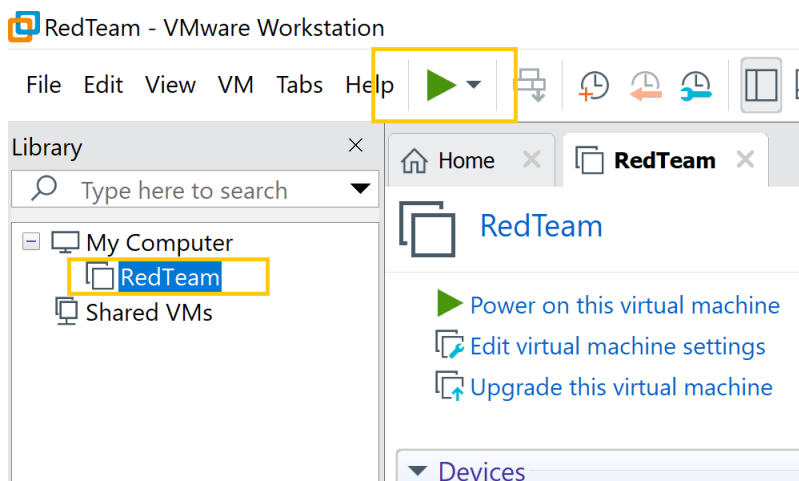 RedTeam - VMware Workstation
File Edit View VM Tabs Help
Library
Type here to search
My Computer
RedTeam
Shared VMs
Home
RedTeam
RedTeam
Power on this virtual machine
Edit virtual machine settings
Upgrade this virtual machine
Devices